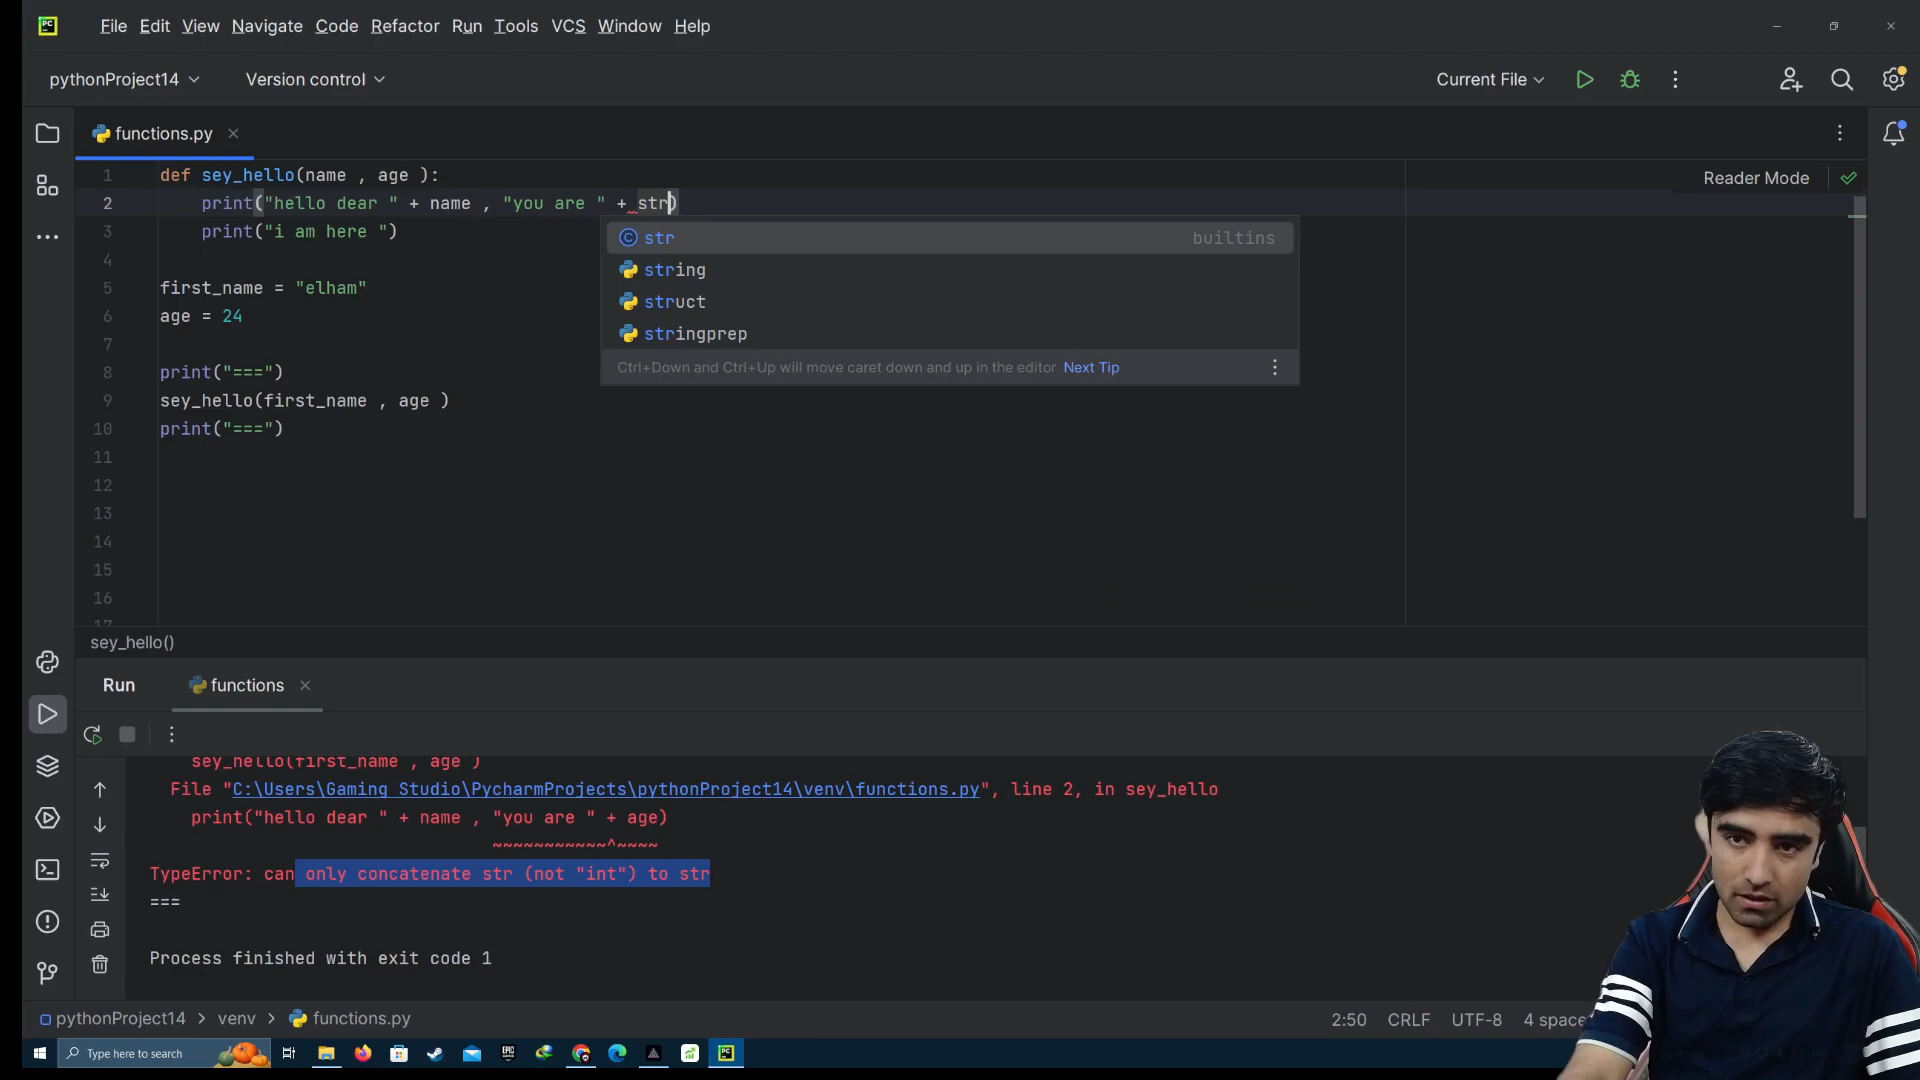 File Edit View Navigate Code Refactor Run Tools VCS Window Help
pythonProject14 Version control Current File
functions.py
1 def sey_hello(name , age ):
2 print("hello dear " + name , "you are " + str)
3 print("i am here ")
4
5 first_name = "elham"
6 age = 24
7
8 print("===")
9 sey_hello(first_name , age )
10 print("===")
11
12
13
14
15
16
17
Reader Mode
str builtins
string
struct
stringprep
Ctrl+Down and Ctrl+Up will move caret down and up in the editor Next Tip
sey_hello()
Run functions
sey_hello(first_name , age )
File "C:\Users\Gaming Studio\PycharmProjects\pythonProject14\venv\functions.py", line 2, in sey_hello
print("hello dear " + name , "you are " + age)
~~~~~~~~~~~^~~~~
TypeError: can only concatenate str (not "int") to str
===
Process finished with exit code 1
pythonProject14 > venv > functions.py 2:50 CRLF UTF-8 4 space
Type here to search